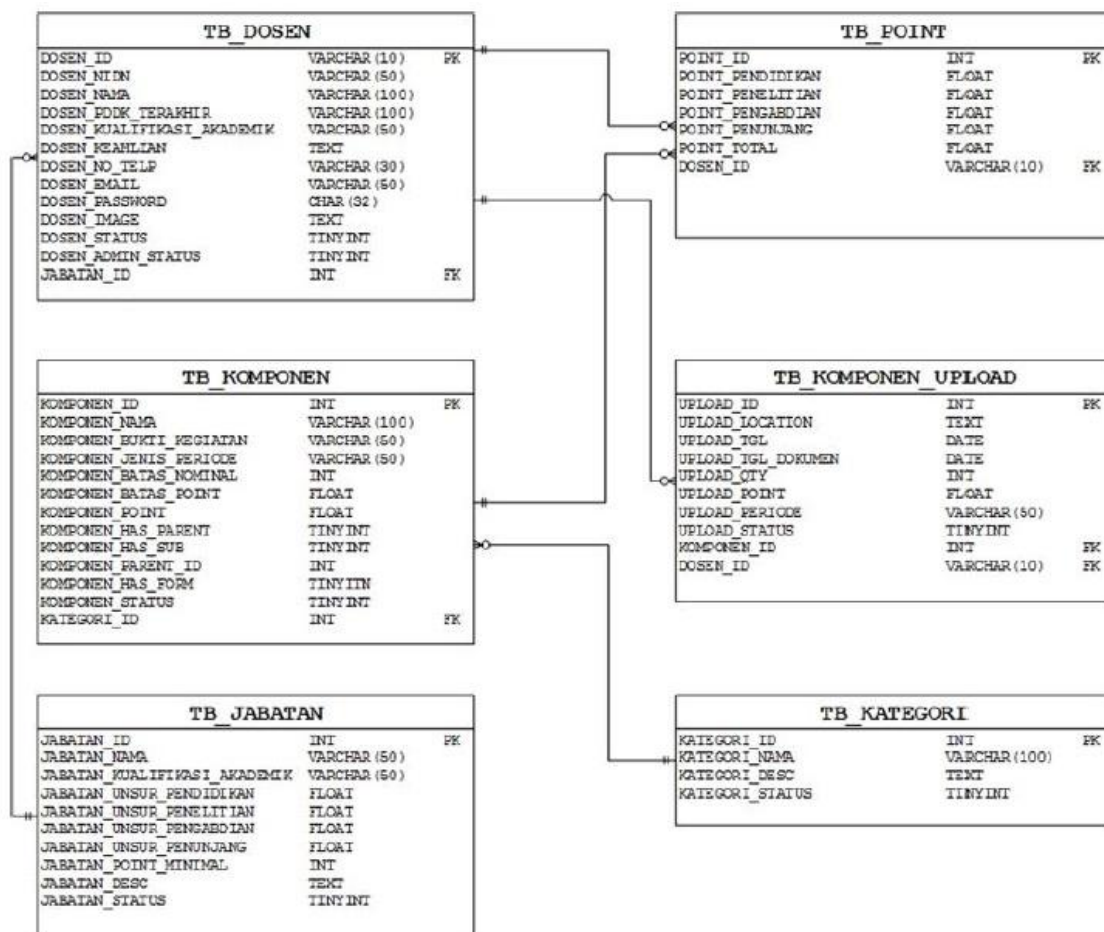 TB_DOSEN
DOSEN_ID VARCHAR(10) PK
DOSEN_NIDN VARCHAR(50)
DOSEN_NAMA VARCHAR(100)
DOSEN_PDDK_TERAKHIR VARCHAR(100)
DOSEN_KUALIFIKASI_AKADEMIK VARCHAR(50)
DOSEN_KEAHLIAN TEXT
DOSEN_NO_TELP VARCHAR(30)
DOSEN_EMAIL VARCHAR(50)
DOSEN_PASSWORD CHAR(32)
DOSEN_IMAGE TEXT
DOSEN_STATUS TINYINT
DOSEN_ADMIN_STATUS TINYINT
JABATAN_ID INT FK
TB_POINT
POINT_ID INT PK
POINT_PENDIDIKAN FLOAT
POINT_PENELITIAN FLOAT
POINT_PENGABDIAN FLOAT
POINT_PENUNJANG FLOAT
POINT_TOTAL FLOAT
DOSEN_ID VARCHAR(10) FK
TB_KOMPONEN
KOMPONEN_ID INT PK
KOMPONEN_NAMA VARCHAR(100)
KOMPONEN_BUKTI_KEGIATAN VARCHAR(50)
KOMPONEN_JENIS_PERIODE VARCHAR(50)
KOMPONEN_BATAS_NOMINAL INT
KOMPONEN_BATAS_POINT FLOAT
KOMPONEN_POINT FLOAT
KOMPONEN_HAS_PARENT TINYINT
KOMPONEN_HAS_SUB TINYINT
KOMPONEN_PARENT_ID INT
KOMPONEN_HAS_FORM TINYITN
KOMPONEN_STATUS TINYINT
KATEGORI_ID INT FK
TB_KOMPONEN_UPLOAD
UPLOAD_ID INT PK
UPLOAD_LOCATION TEXT
UPLOAD_TGL DATE
UPLOAD_TGL_DOKUMEN DATE
UPLOAD_QTY INT
UPLOAD_POINT FLOAT
UPLOAD_PERIODE VARCHAR(50)
UPLOAD_STATUS TINYINT
KOMPONEN_ID INT FK
DOSEN_ID VARCHAR(10) FK
TB_JABATAN
JABATAN_ID INT PK
JABATAN_NAMA VARCHAR(50)
JABATAN_KUALIFIKASI_AKADEMIK VARCHAR(50)
JABATAN_UNSUR_PENDIDIKAN FLOAT
JABATAN_UNSUR_PENELITIAN FLOAT
JABATAN_UNSUR_PENGABDIAN FLOAT
JABATAN_UNSUR_PENUNJANG FLOAT
JABATAN_POINT_MINIMAL INT
JABATAN_DESC TEXT
JABATAN_STATUS TINYINT
TB_KATEGORI
KATEGORI_ID INT PK
KATEGORI_NAMA VARCHAR(100)
KATEGORI_DESC TEXT
KATEGORI_STATUS TINYINT